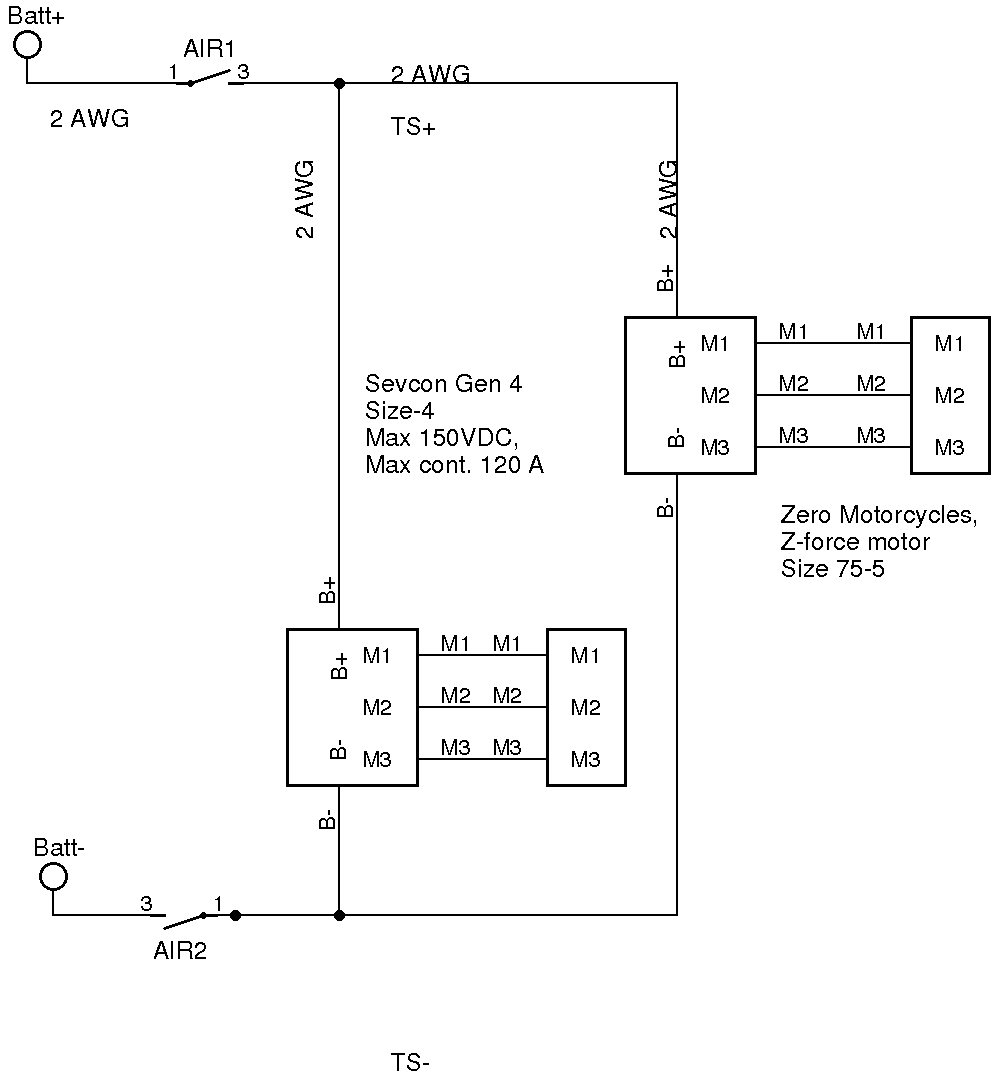 Batt+
AIR1
1 3
2 AWG
2 AWG
TS+
2 AWG
2 AWG
B+
B+
M1
M1
M1
M1
M2
M2
M2
M2
B-
M3
M3
M3
M3
B-
Sevcon Gen 4
Size-4
Max 150VDC,
Max cont. 120 A
Zero Motorcycles,
Z-force motor
Size 75-5
B+
B+
M1
M1
M1
M1
M2
M2
M2
M2
B-
M3
M3
M3
M3
B-
Batt-
3 1
AIR2
TS-